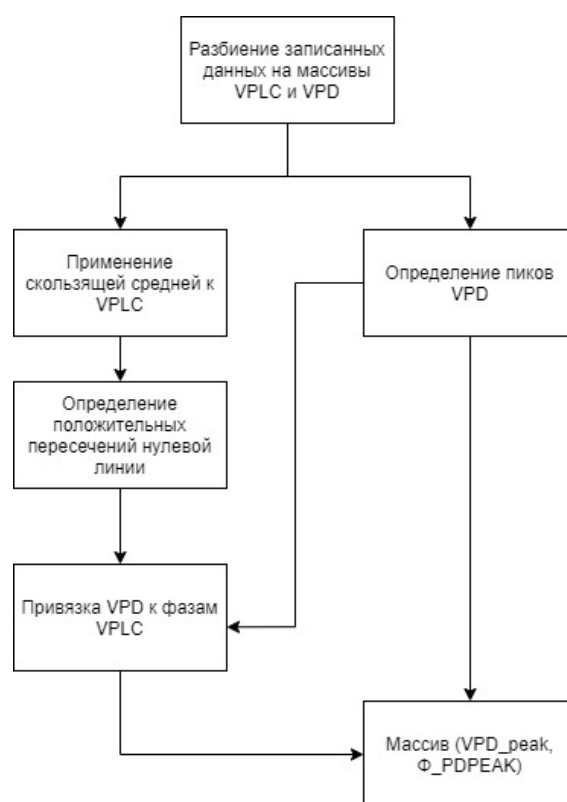 Разбиение записанных
данных на массивы
VPLC и VPD
Применение
скользящей средней к
VPLC
Определение пиков
VPD
Определение
положительных
пересечений нулевой
линии
Привязка VPD к фазам
VPLC
Массив (VPD_peak,
Ф_PDPEAK)